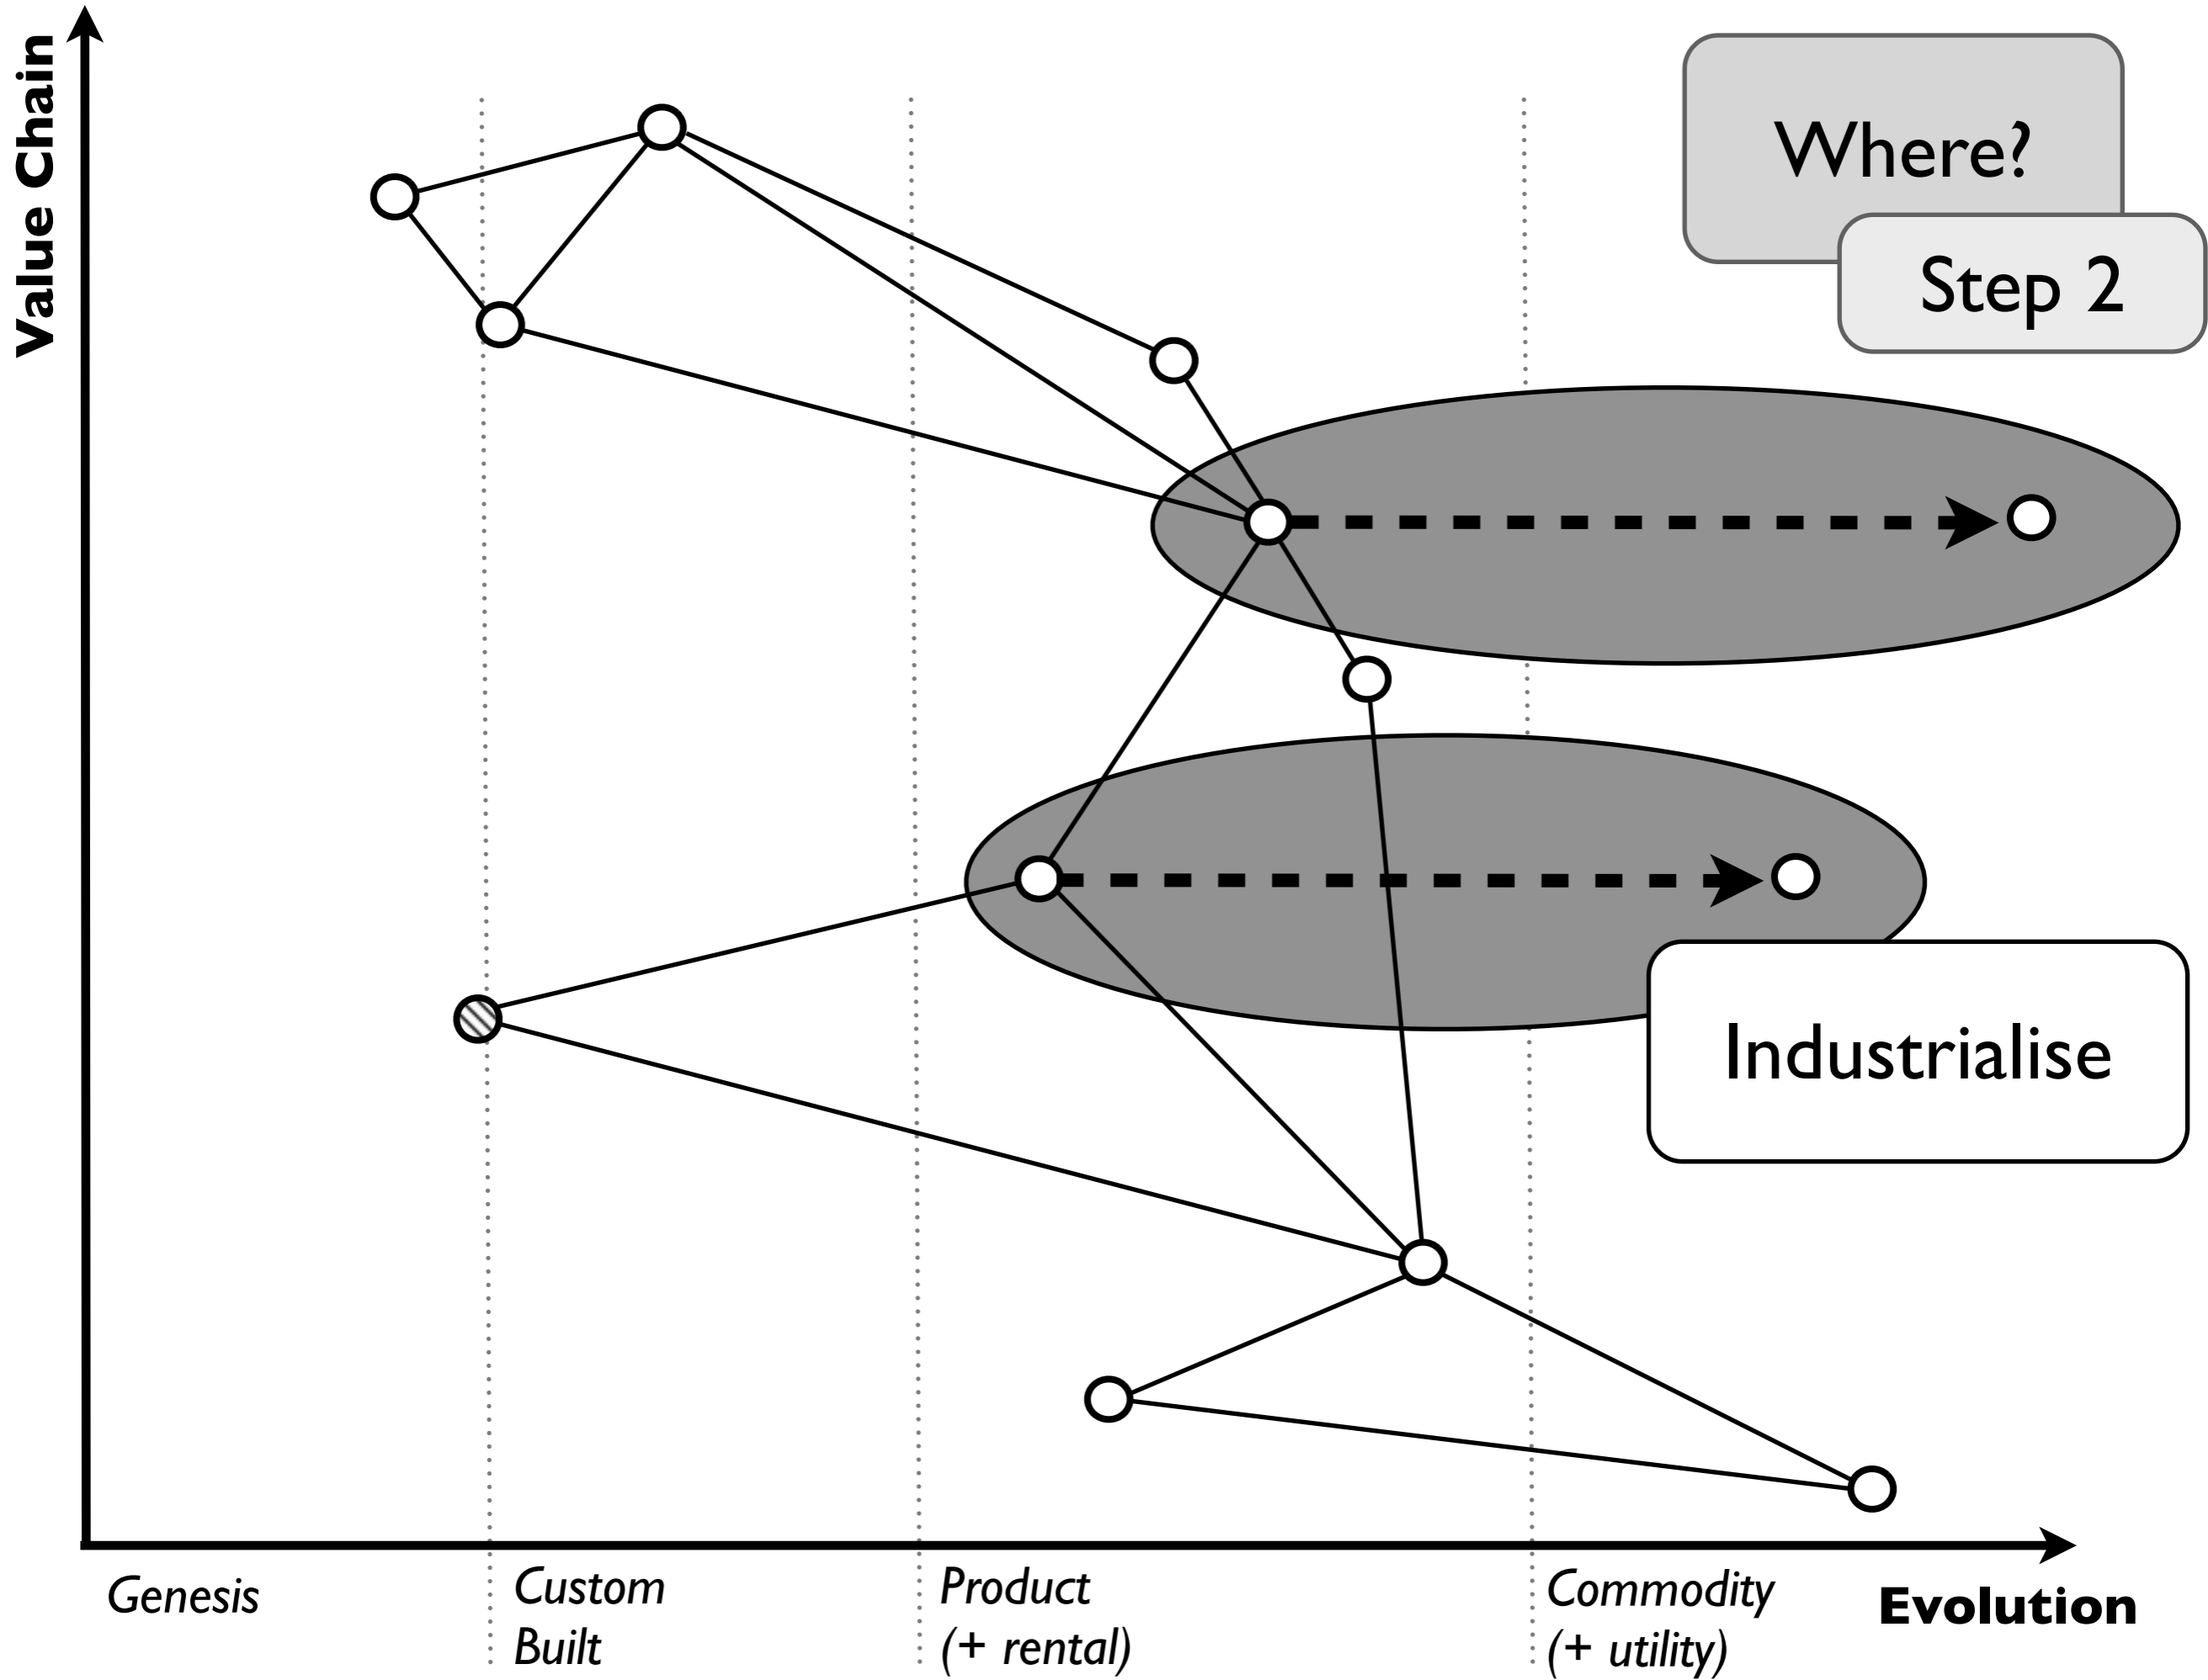 Value Chain
Where?
Step 2
Industrialise
Genesis
Custom
Built
Product
(+ rental)
Commodity
(+ utility)
Evolution